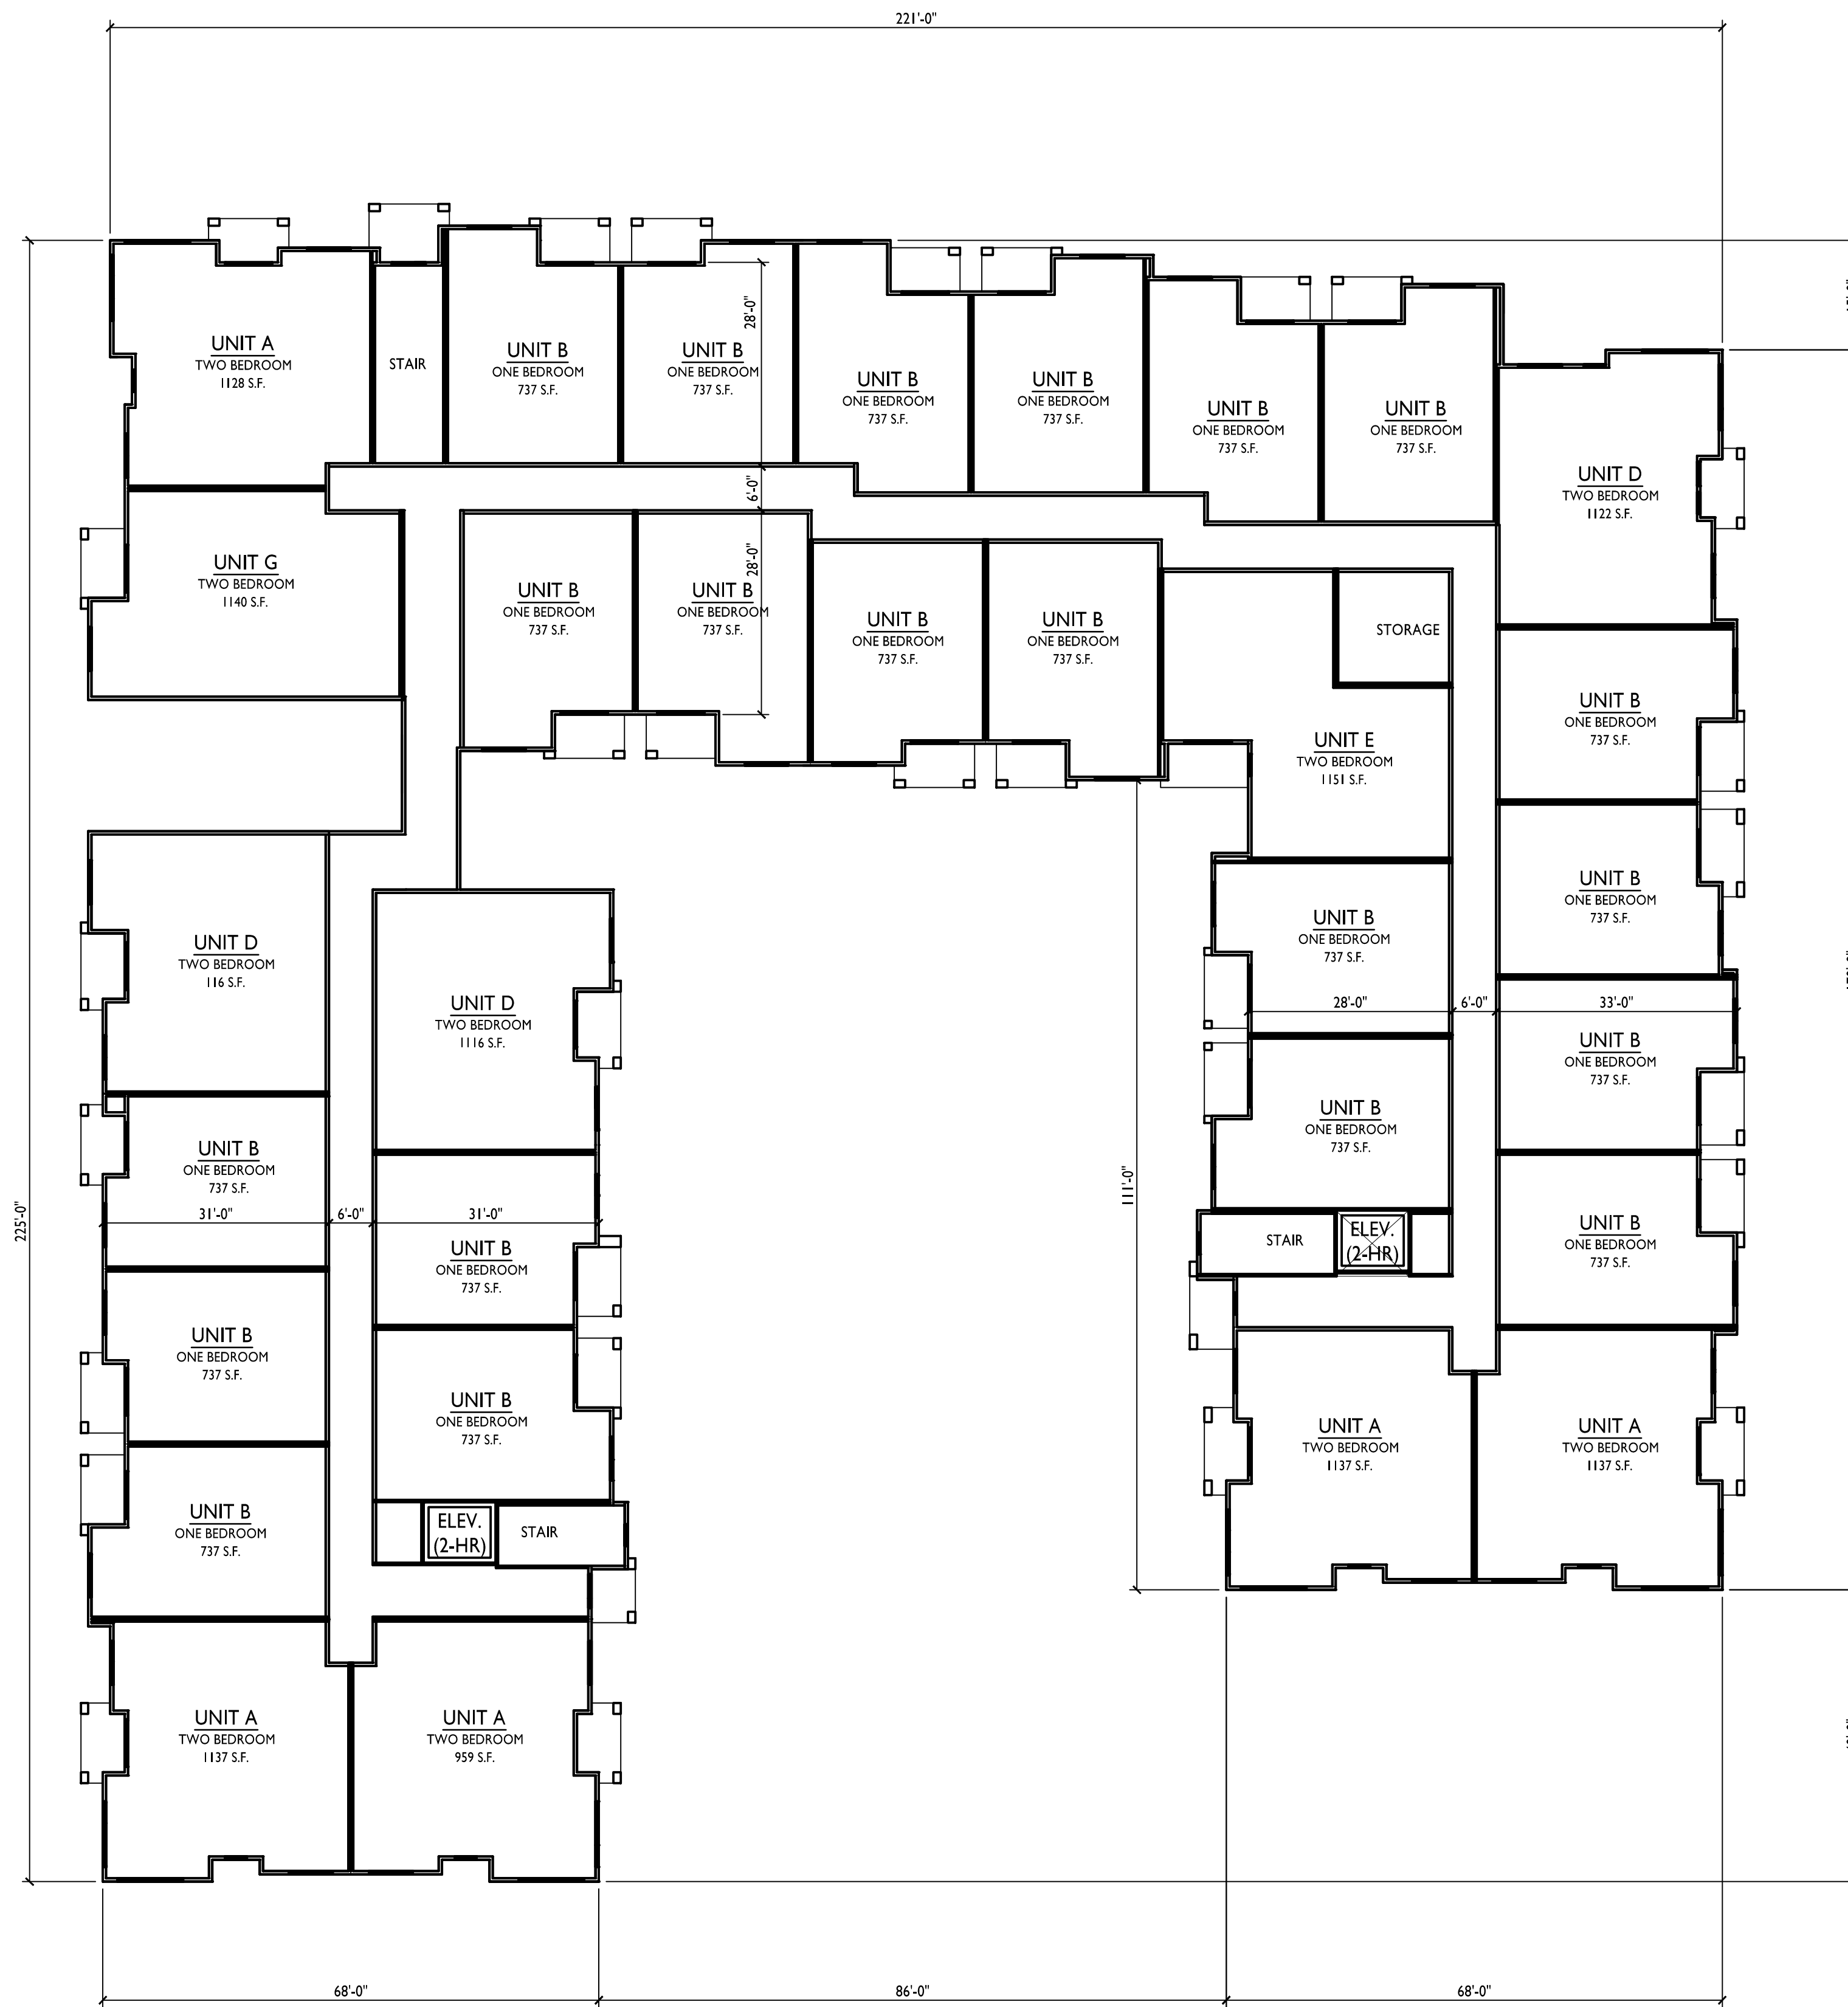 221'-0"
UNIT A
TWO BEDROOM
1128 S.F.
STAIR
UNIT B
ONE BEDROOM
737 S.F.
UNIT B
ONE BEDROOM
737 S.F.
28'-0"
UNIT B
ONE BEDROOM
737 S.F.
UNIT B
ONE BEDROOM
737 S.F.
UNIT B
ONE BEDROOM
737 S.F.
UNIT B
ONE BEDROOM
737 S.F.
UNIT D
TWO BEDROOM
1122 S.F.
6'-0"
UNIT G
TWO BEDROOM
1140 S.F.
UNIT B
ONE BEDROOM
737 S.F.
UNIT B
ONE BEDROOM
737 S.F.
28'-0"
UNIT B
ONE BEDROOM
737 S.F.
UNIT B
ONE BEDROOM
737 S.F.
STORAGE
UNIT E
TWO BEDROOM
1151 S.F.
UNIT B
ONE BEDROOM
737 S.F.
UNIT B
ONE BEDROOM
737 S.F.
UNIT B
ONE BEDROOM
737 S.F.
UNIT D
TWO BEDROOM
116 S.F.
UNIT D
TWO BEDROOM
1116 S.F.
28'-0"
6'-0"
33'-0"
UNIT B
ONE BEDROOM
737 S.F.
UNIT B
ONE BEDROOM
737 S.F.
UNIT B
ONE BEDROOM
737 S.F.
225'-0"
31'-0"
6'-0"
31'-0"
111'-0"
UNIT B
ONE BEDROOM
737 S.F.
STAIR
ELEV.
(2-HR)
UNIT B
ONE BEDROOM
737 S.F.
UNIT B
ONE BEDROOM
737 S.F.
UNIT B
ONE BEDROOM
737 S.F.
UNIT A
TWO BEDROOM
1137 S.F.
UNIT A
TWO BEDROOM
1137 S.F.
UNIT B
ONE BEDROOM
737 S.F.
ELEV.
(2-HR)
STAIR
UNIT A
TWO BEDROOM
1137 S.F.
UNIT A
TWO BEDROOM
959 S.F.
68'-0"
86'-0"
68'-0"